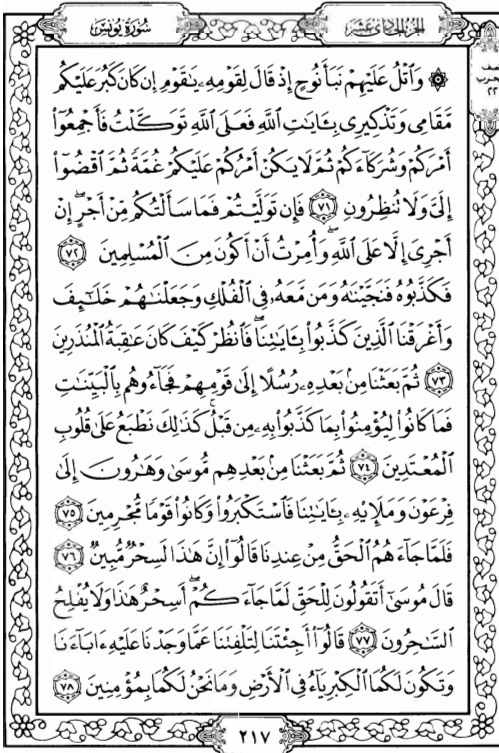 سُورَةُ يُونُسَ
الجزء الحادي عشر
۞ وَٱتۡلُ عَلَيۡهِمۡ نَبَأَ نُوحٍ إِذۡ قَالَ لِقَوۡمِهِۦ يَٰقَوۡمِ إِن كَانَ كَبُرَ عَلَيۡكُم
مَّقَامِي وَتَذۡكِيرِي بِـَٔايَٰتِ ٱللَّهِ فَعَلَى ٱللَّهِ تَوَكَّلۡتُ فَأَجۡمِعُوٓاْ
أَمۡرَكُمۡ وَشُرَكَآءَكُمۡ ثُمَّ لَا يَكُنۡ أَمۡرُكُمۡ عَلَيۡكُمۡ غُمَّةٗ ثُمَّ ٱقۡضُوٓاْ
إِلَيَّ وَلَا تُنظِرُونِ ٧١ فَإِن تَوَلَّيۡتُمۡ فَمَا سَأَلۡتُكُم مِّنۡ أَجۡرٍۖ إِنۡ
أَجۡرِيَ إِلَّا عَلَى ٱللَّهِۖ وَأُمِرۡتُ أَنۡ أَكُونَ مِنَ ٱلۡمُسۡلِمِينَ ٧٢
فَكَذَّبُوهُ فَنَجَّيۡنَٰهُ وَمَن مَّعَهُۥ فِي ٱلۡفُلۡكِ وَجَعَلۡنَٰهُمۡ خَلَٰٓئِفَ
وَأَغۡرَقۡنَا ٱلَّذِينَ كَذَّبُواْ بِـَٔايَٰتِنَاۖ فَٱنظُرۡ كَيۡفَ كَانَ عَٰقِبَةُ ٱلۡمُنذَرِينَ
٧٣ ثُمَّ بَعَثۡنَا مِنۢ بَعۡدِهِۦ رُسُلًا إِلَىٰ قَوۡمِهِمۡ فَجَآءُوهُم بِٱلۡبَيِّنَٰتِ
فَمَا كَانُواْ لِيُؤۡمِنُواْ بِمَا كَذَّبُواْ بِهِۦ مِن قَبۡلُۚ كَذَٰلِكَ نَطۡبَعُ عَلَىٰ قُلُوبِ
ٱلۡمُعۡتَدِينَ ٧٤ ثُمَّ بَعَثۡنَا مِنۢ بَعۡدِهِم مُّوسَىٰ وَهَٰرُونَ إِلَىٰ
فِرۡعَوۡنَ وَمَلَإِيْهِۦ بِـَٔايَٰتِنَا فَٱسۡتَكۡبَرُواْ وَكَانُواْ قَوۡمٗا مُّجۡرِمِينَ ٧٥
فَلَمَّا جَآءَهُمُ ٱلۡحَقُّ مِنۡ عِندِنَا قَالُوٓاْ إِنَّ هَٰذَا لَسِحۡرٞ مُّبِينٞ ٧٦
قَالَ مُوسَىٰٓ أَتَقُولُونَ لِلۡحَقِّ لَمَّا جَآءَكُمۡۖ أَسِحۡرٌ هَٰذَا وَلَا يُفۡلِحُ
ٱلسَّٰحِرُونَ ٧٧ قَالُوٓاْ أَجِئۡتَنَا لِتَلۡفِتَنَا عَمَّا وَجَدۡنَا عَلَيۡهِ ءَابَآءَنَا
وَتَكُونَ لَكُمَا ٱلۡكِبۡرِيَآءُ فِي ٱلۡأَرۡضِ وَمَا نَحۡنُ لَكُمَا بِمُؤۡمِنِينَ ٧٨
٢١٧